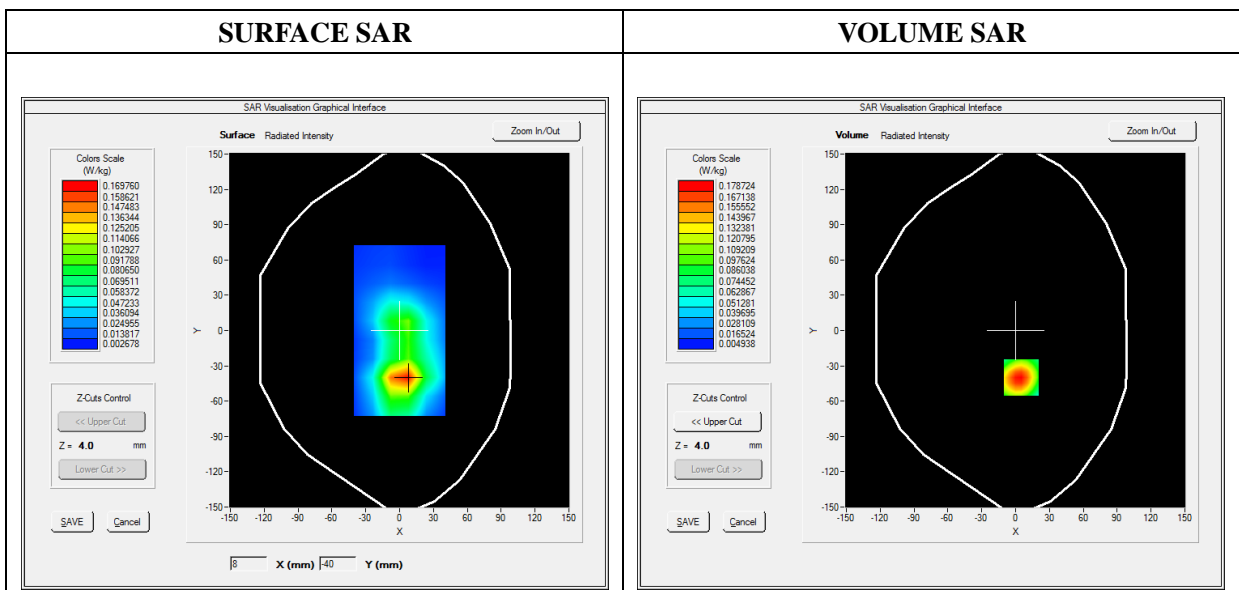 SURFACE SAR
VOLUME SAR
SAR Visualisation Graphical Interface
Surface Radiated Intensity
Zoom In/Out
Colors Scale
(W/kg)
0.169760
0.158621
0.147483
0.136344
0.125205
0.114066
0.102927
0.091788
0.080650
0.069511
0.058372
0.047233
0.036094
0.024955
0.013817
0.002678
Z-Cuts Control
<< Upper Cut
Z = 4.0 mm
Lower Cut >>
SAVE Cancel
150
120
90
60
30
0
-30
-60
-90
-120
-150
Y
-150 -120 -90 -60 -30 0 30 60 90 120 150
X
8 X (mm) -40 Y (mm)
SAR Visualisation Graphical Interface
Volume Radiated Intensity
Zoom In/Out
Colors Scale
(W/kg)
0.178724
0.167138
0.155552
0.143967
0.132381
0.120795
0.109209
0.097624
0.086038
0.074452
0.062867
0.051281
0.039695
0.028109
0.016524
0.004938
Z-Cuts Control
<< Upper Cut
Z = 4.0 mm
Lower Cut >>
SAVE Cancel
150
120
90
60
30
0
-30
-60
-90
-120
-150
Y
-150 -120 -90 -60 -30 0 30 60 90 120 150
X